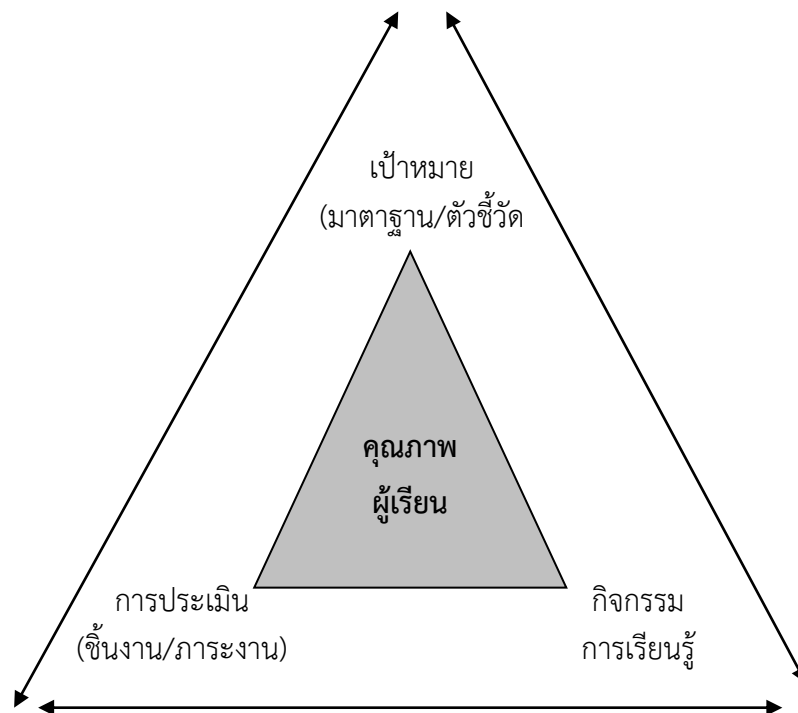 เป้าหมาย
(มาตาฐาน/ตัวชี้วัด
คุณภาพ
ผู้เรียน
การประเมิน
(ชิ้นงาน/ภาระงาน)
กิจกรรม
การเรียนรู้